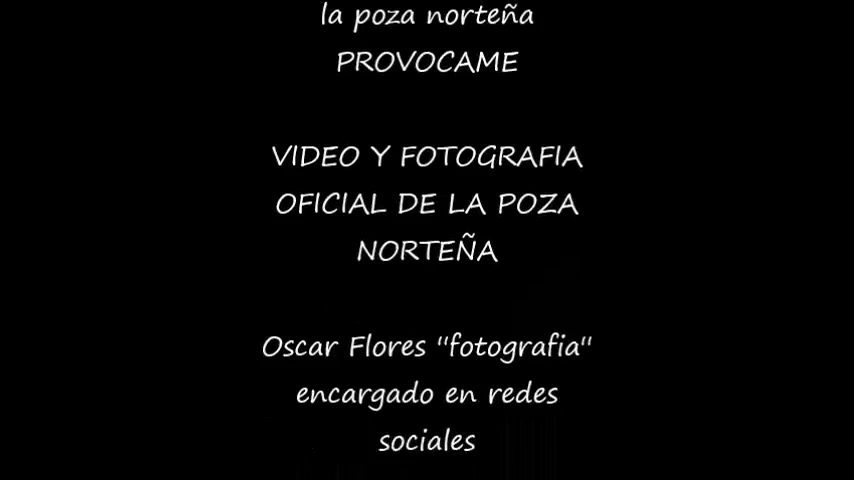 la poza norteña
PROVOCAME
VIDEO Y FOTOGRAFIA
OFICIAL DE LA POZA
NORTEÑA
Oscar Flores "fotografia"
encargado en redes
sociales